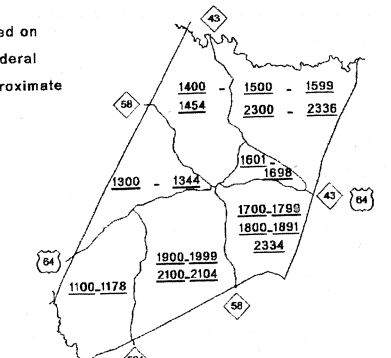 43
ed on
deral
roximate
1400 - 1500 - 1599
1454 2300 - 2336
58
1601 -
1698
1300 - 1344
43 64
1700-1799
1800-1891
2334
64
1900-1999
2100-2104
1100-1178
58